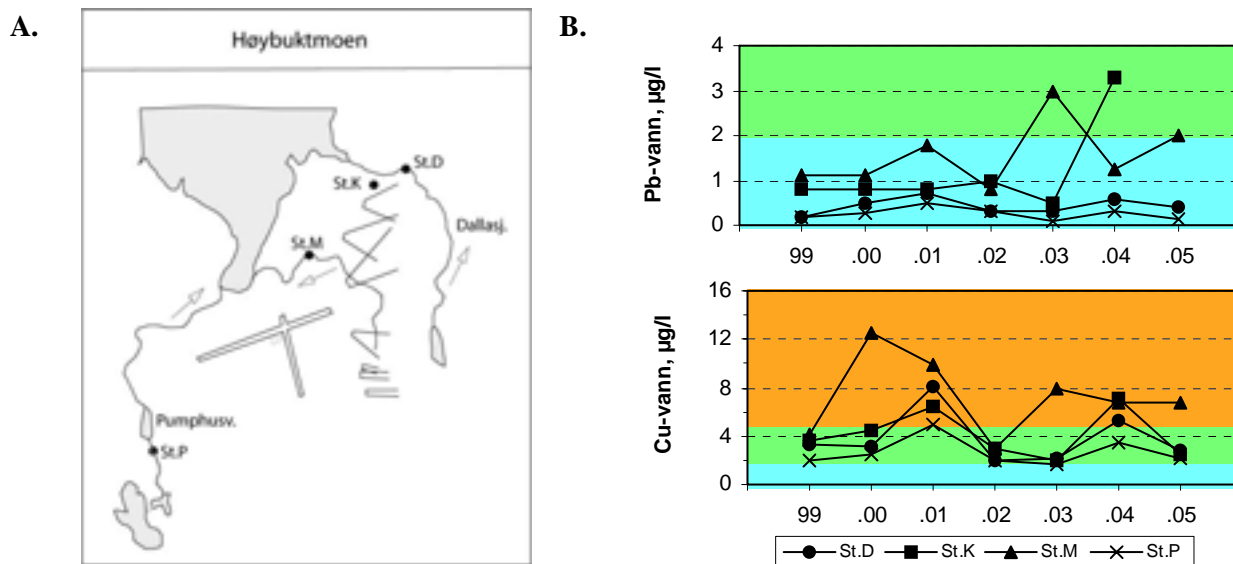 A.
Høybuktmoen
St.D
St.K
Dallasj.
St.M
Pumphusv.
St.P
B.
Pb-vann, µg/l
4
3
2
1
0
99 .00 .01 .02 .03 .04 .05
Cu-vann, µg/l
16
12
8
4
0
99 .00 .01 .02 .03 .04 .05
St.D St.K St.M St.P